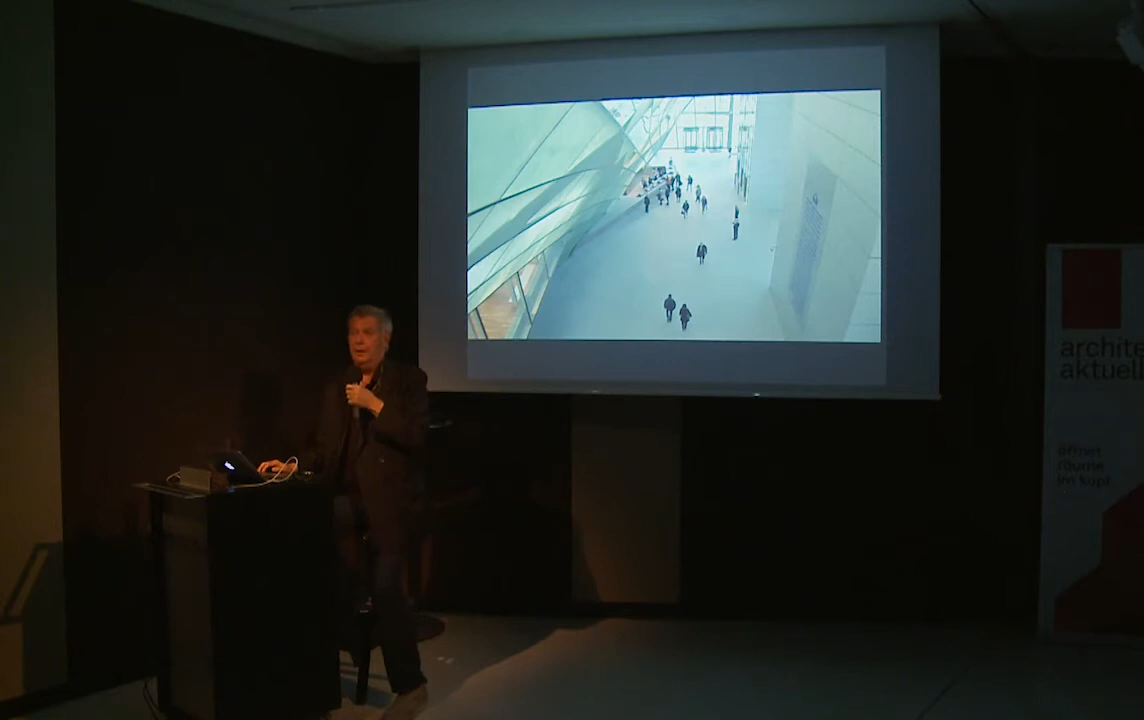 archite
aktuell
öffnet
räume
im kopf